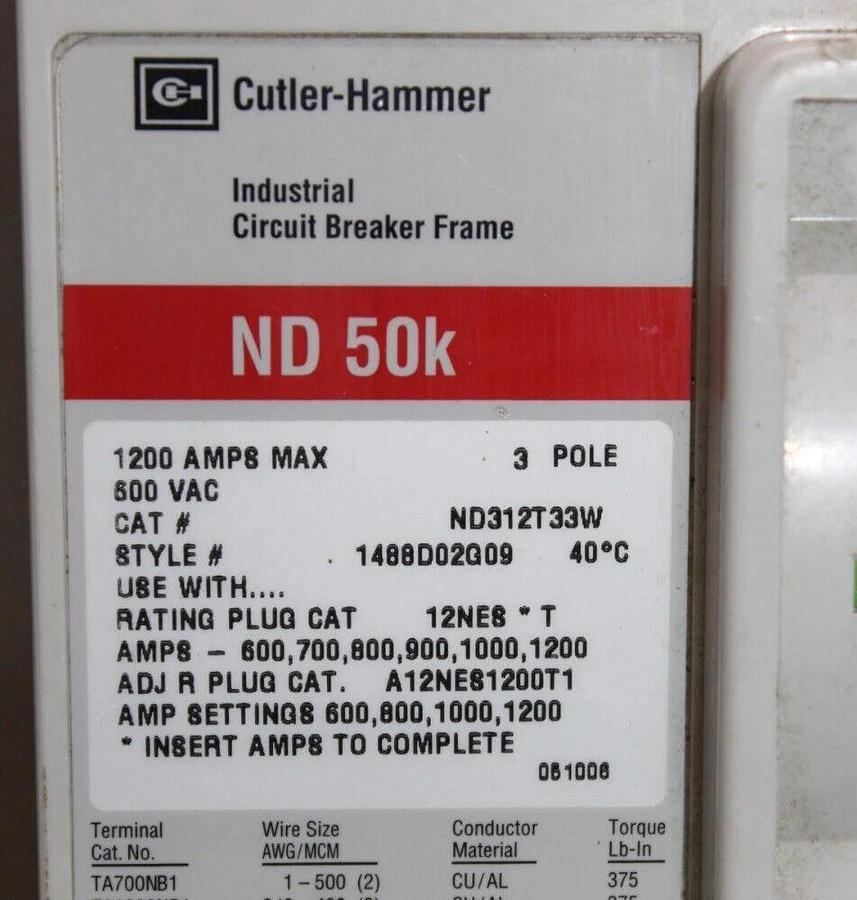 Cutler-Hammer
Industrial
Circuit Breaker Frame
ND 50k
1200 AMPS MAX 3 POLE
600 VAC
CAT # ND312T33W
STYLE # 1488D02G09 40°C
USE WITH....
RATING PLUG CAT 12NES * T
AMPS - 600,700,800,900,1000,1200
ADJ R PLUG CAT. A12NES1200T1
AMP SETTINGS 600,800,1000,1200
* INSERT AMPS TO COMPLETE
051006
Terminal Wire Size Conductor Torque
Cat. No. AWG/MCM Material Lb-In
TA700NB1 1-500 (2) CU/AL 375